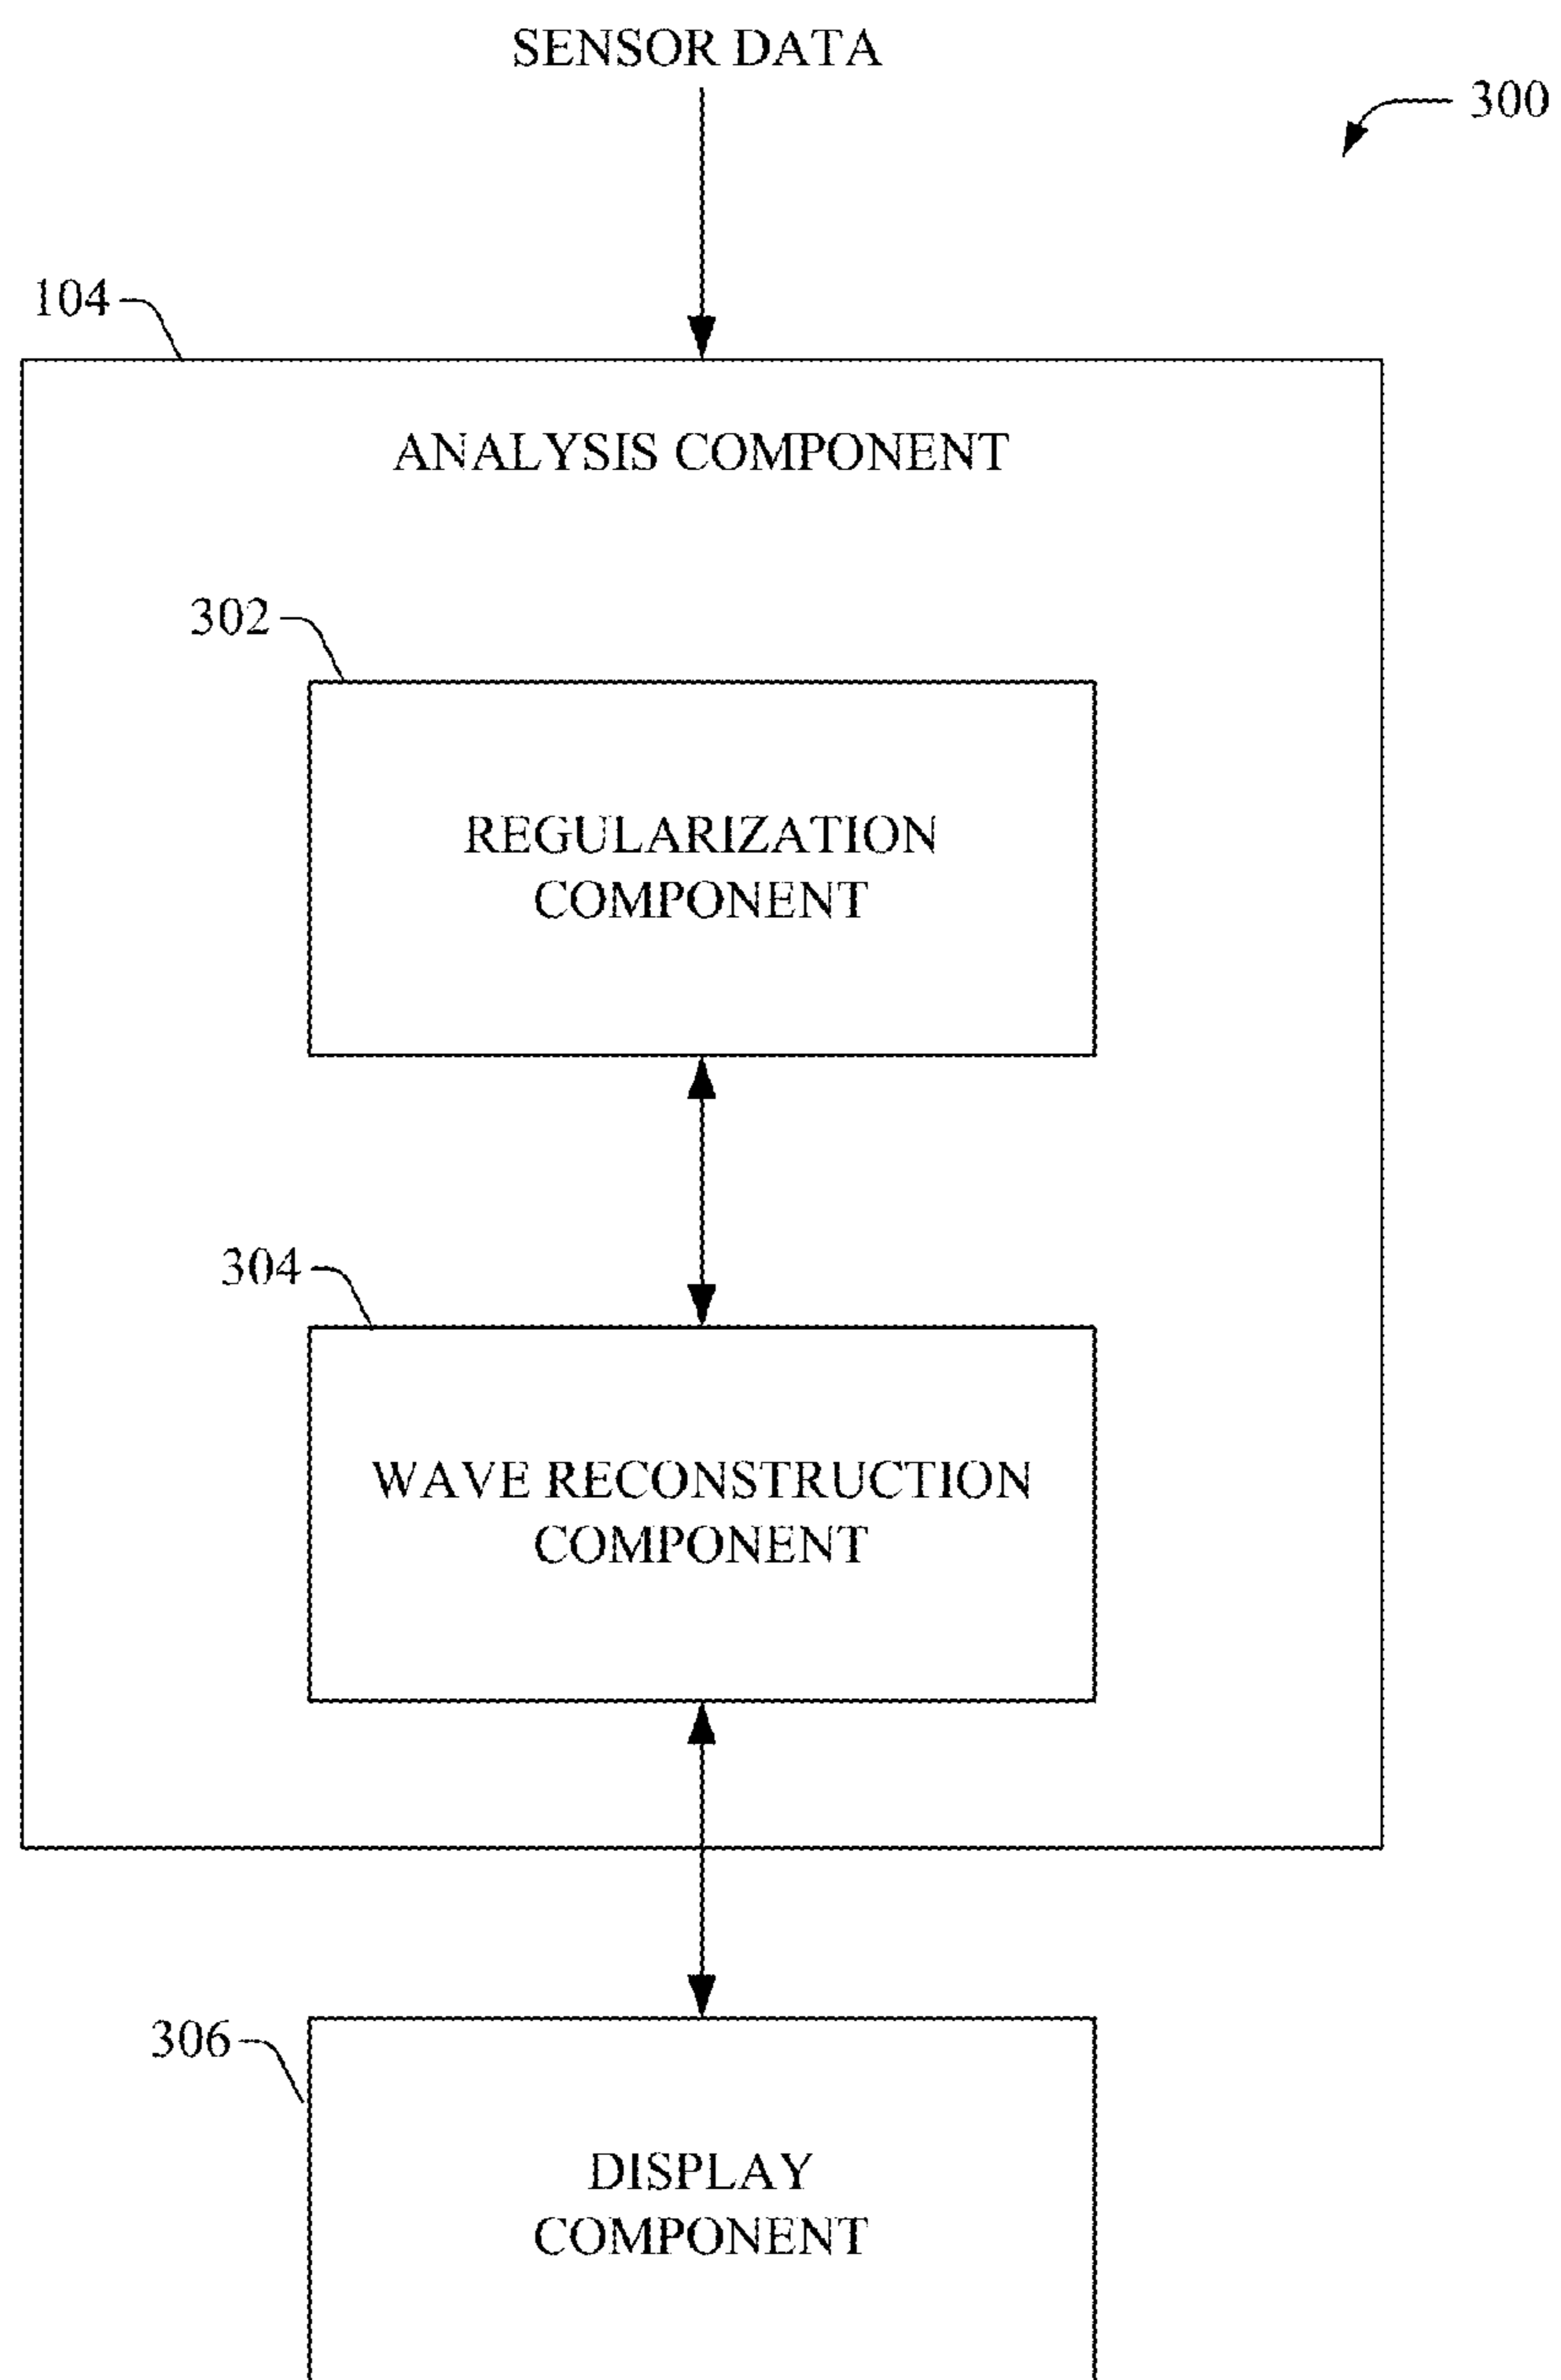 SENSOR DATA
300
104
ANALYSIS COMPONENT
302
REGULARIZATION
COMPONENT
304
WAVE RECONSTRUCTION
COMPONENT
306
DISPLAY
COMPONENT